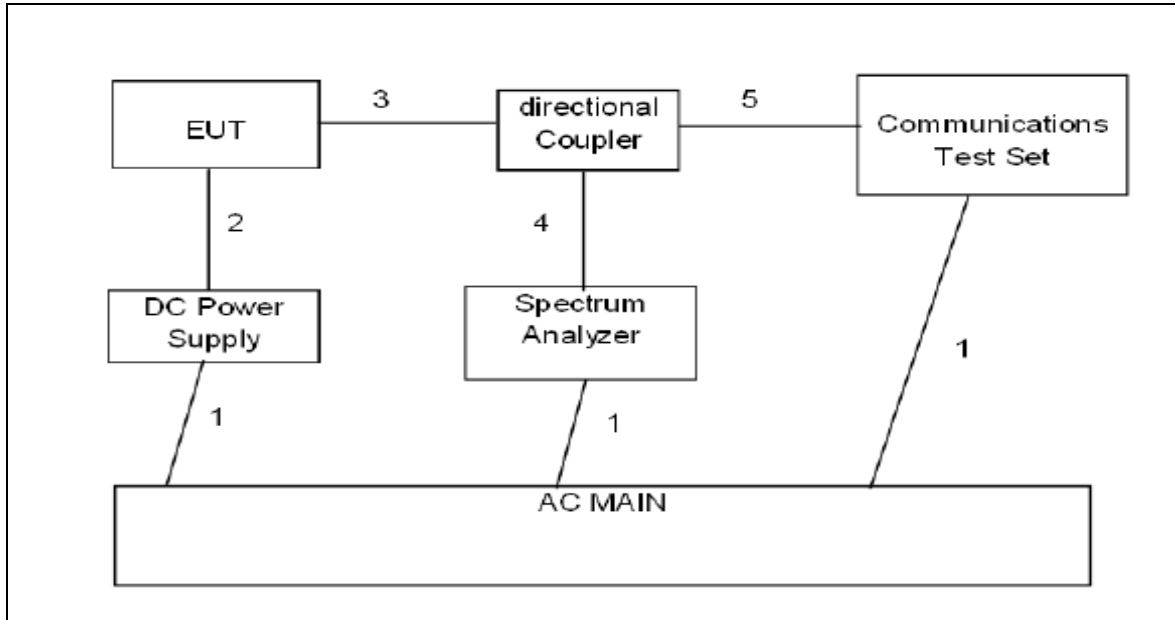 EUT
3
directional
Coupler
5
Communications
Test Set
2
4
DC Power
Supply
Spectrum
Analyzer
1
1
1
AC MAIN